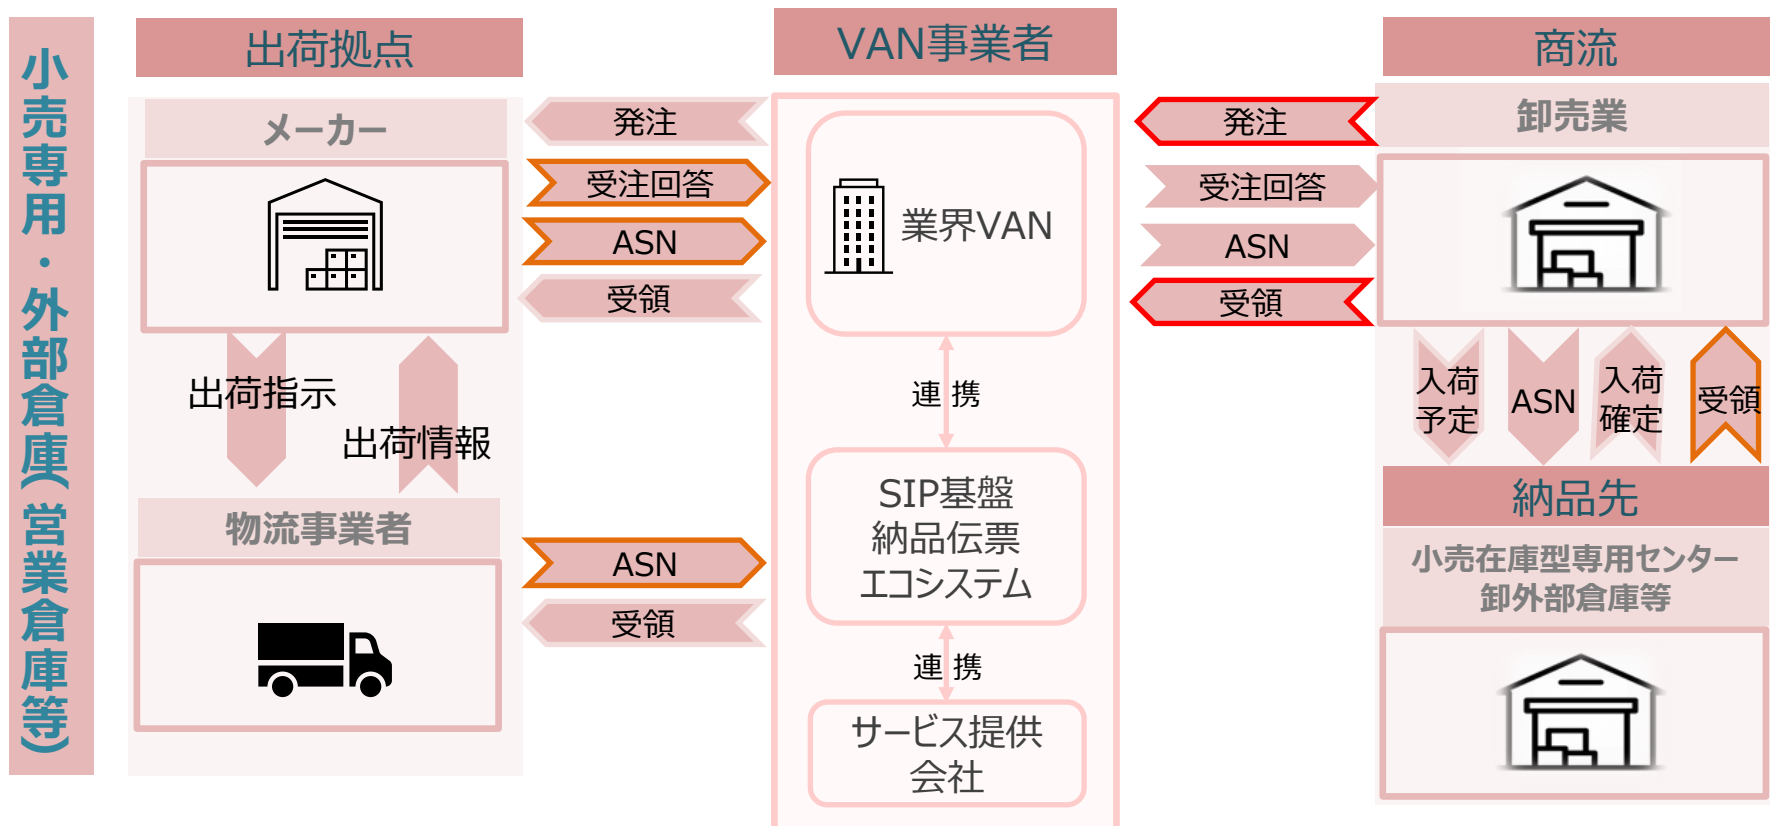 小売専用・外部倉庫(営業倉庫等)
出荷拠点
メーカー
出荷指示
出荷情報
物流事業者
発注
受注回答
ASN
受領
ASN
受領
VAN事業者
業界VAN
連携
SIP基盤
納品伝票
エコシステム
連携
サービス提供
会社
発注
受注回答
ASN
受領
商流
卸売業
入荷
予定
ASN
入荷
確定
受領
納品先
小売在庫型専用センター
卸外部倉庫等